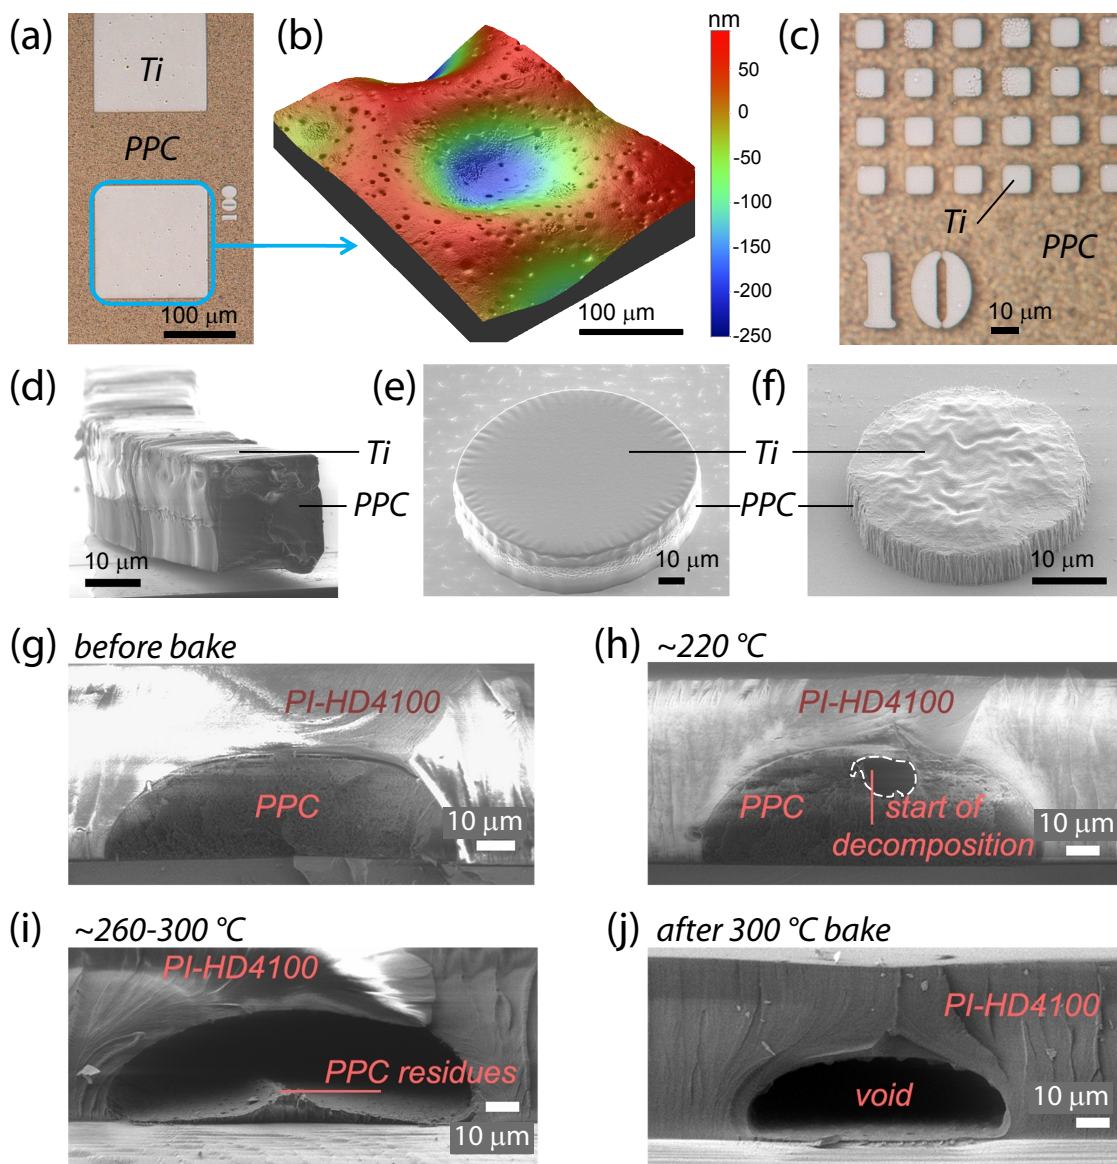 (a)
Ti
PPC
100
100 μm
(b)
nm
50
0
-50
-100
-150
-200
-250
100 μm
(c)
Ti
PPC
10
10 μm
(d)
Ti
PPC
10 μm
(e)
10 μm
(f)
10 μm
(g) before bake
PI-HD4100
PPC
10 μm
(h) ~220 °C
PI-HD4100
PPC
start of
decomposition
10 μm
(i) ~260-300 °C
PI-HD4100
PPC residues
10 μm
(j) after 300 °C bake
PI-HD4100
void
10 μm